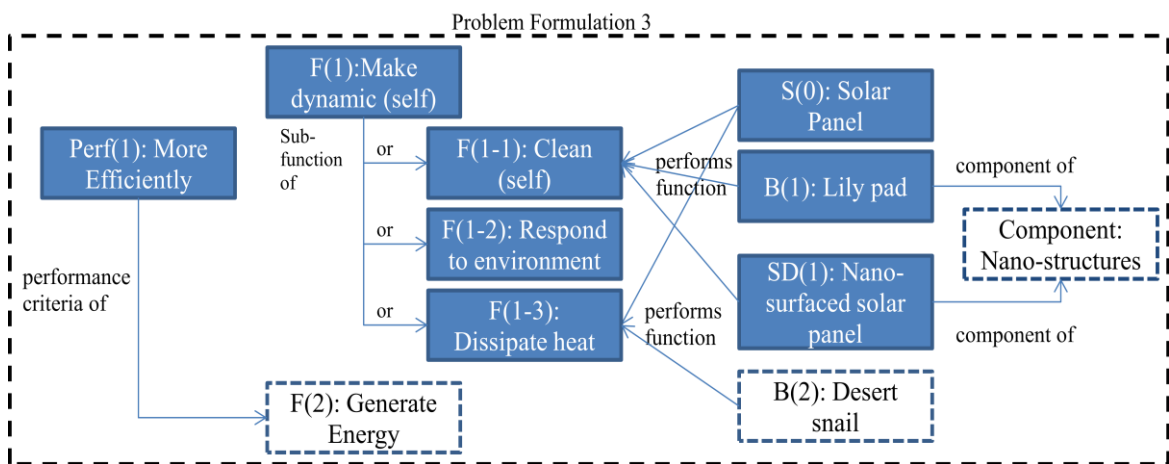 Problem Formulation 3
F(1):Make
dynamic (self)
Sub-
function
of
Perf(1): More
Efficiently
performance
criteria of
or
or
or
F(1-1): Clean
(self)
F(1-2): Respond
to environment
F(1-3):
Dissipate heat
F(2): Generate
Energy
performs
function
performs
function
S(0): Solar
Panel
B(1): Lily pad
SD(1): Nano-
surfaced solar
panel
B(2): Desert
snail
component of
component of
Component:
Nano-structures